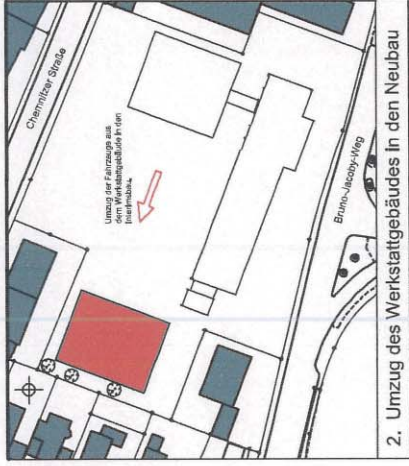 Chemnitzer Straße
Umzug der Fahrzeuge aus
dem Werkstattgebäude in den
Interimsbau.
Bruno-Jacoby-Weg
2. Umzug des Werkstattgebäudes in den Neubau